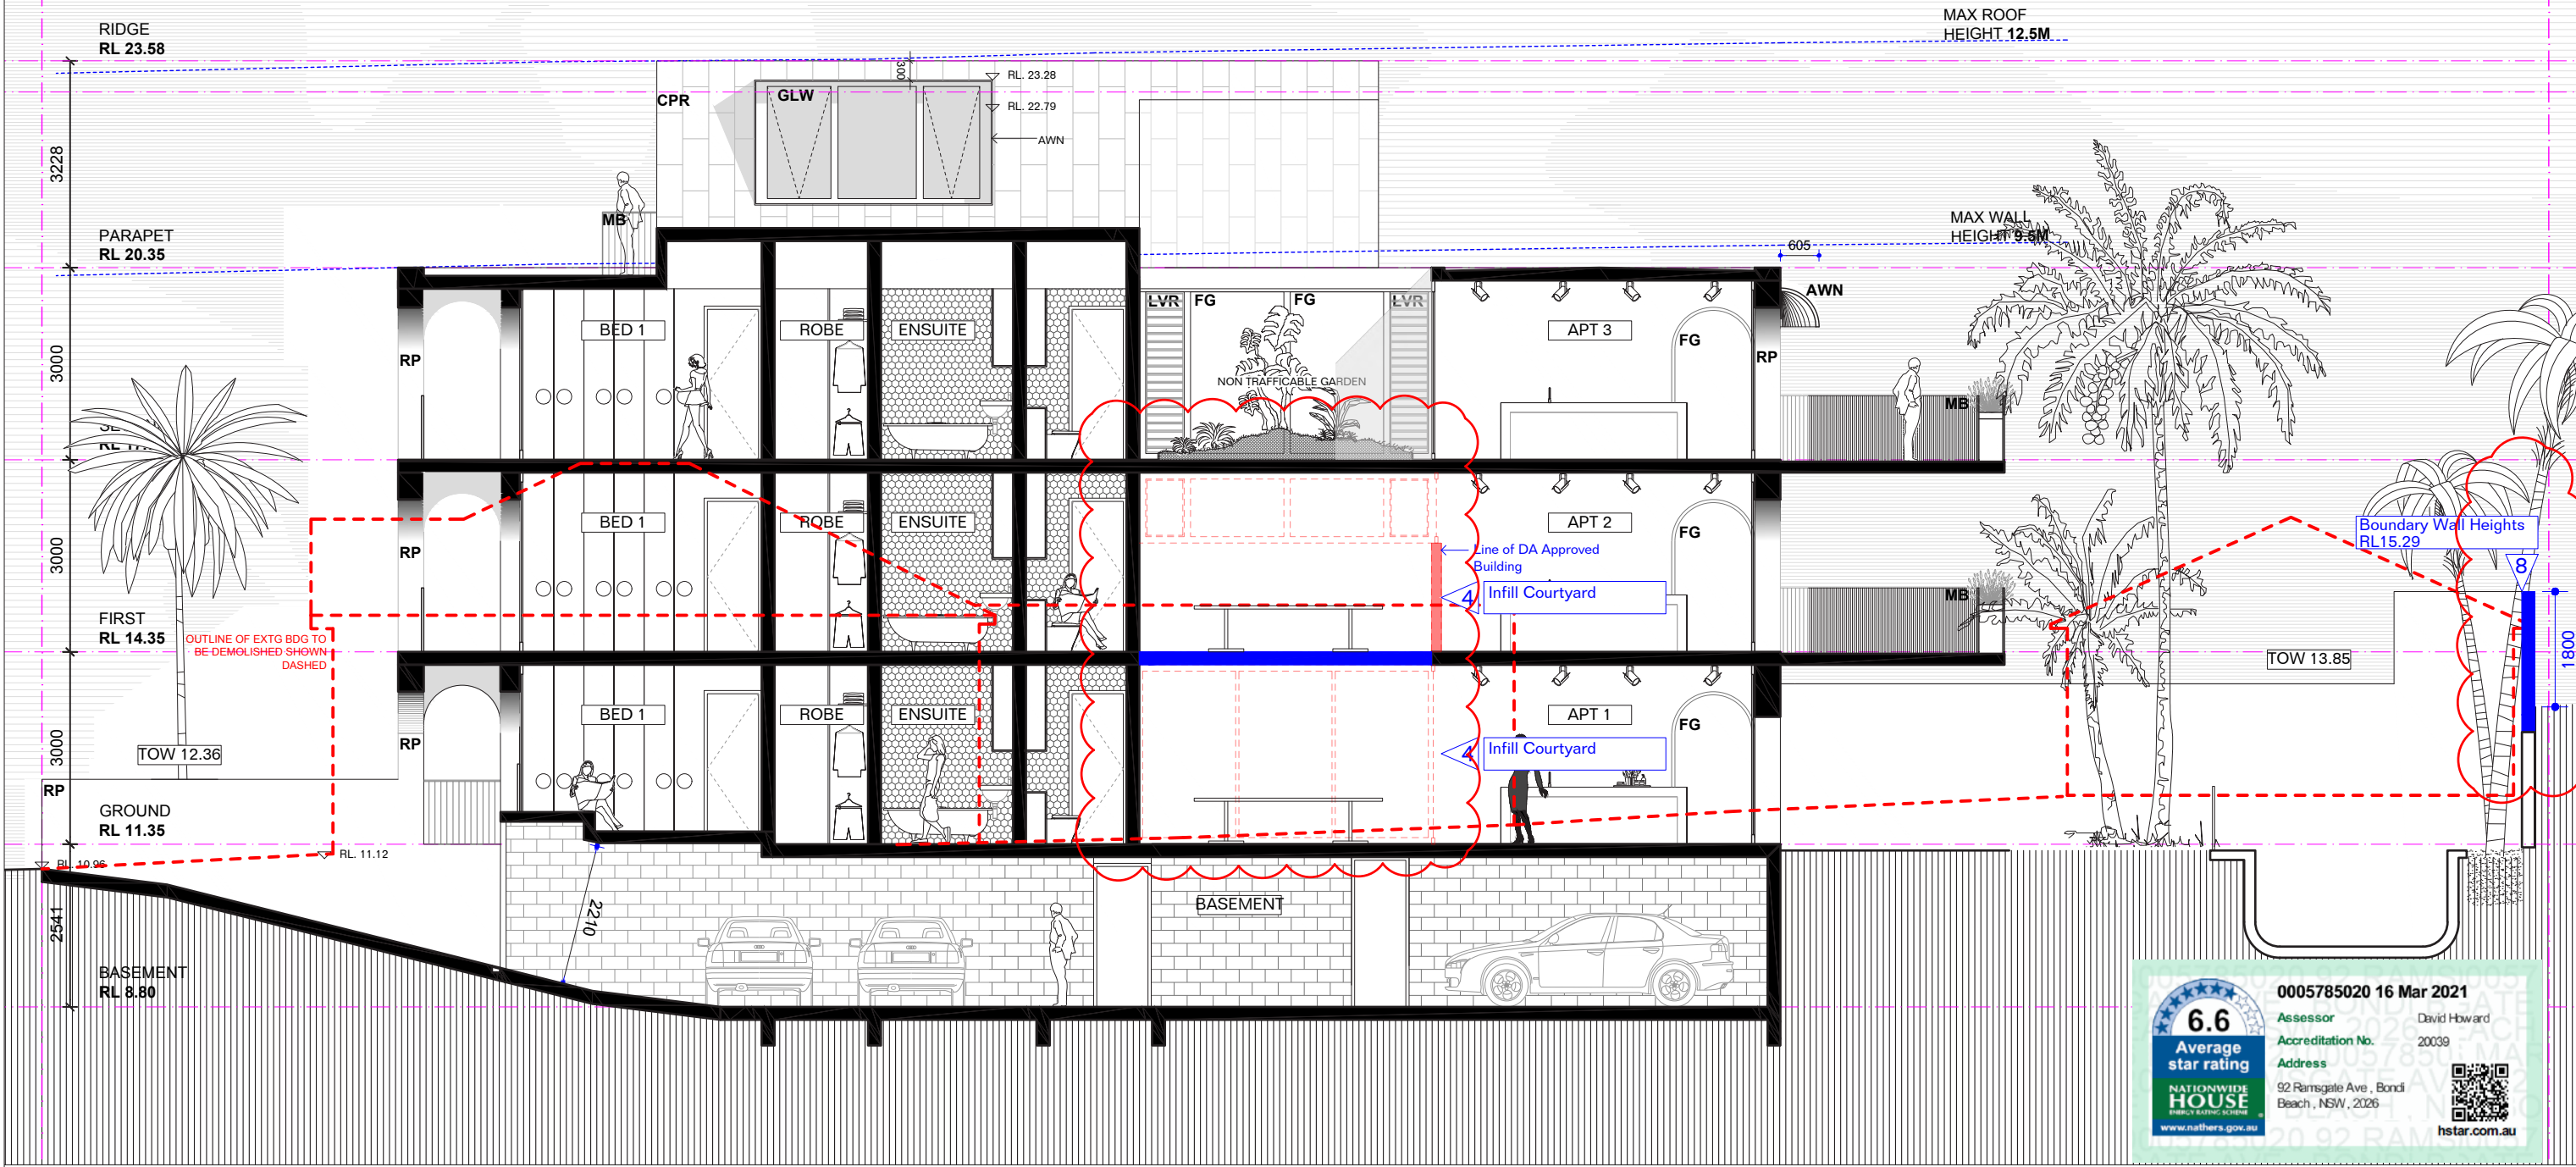 RIDGE
RL 23.58
MAX ROOF
HEIGHT 12.5M
300
RL. 23.28
CPR
GLW
RL. 22.79
AWN
3228
MB
PARAPET
RL 20.35
MAX WALL
HEIGHT 9.5M
605
AWN
LVR
FG
FG
LVR
BED 1
ROBE
ENSUITE
APT 3
FG
RP
RP
3000
NON TRAFFICABLE GARDEN
MB
BED 1
ROBE
ENSUITE
APT 2
FG
RP
3000
Line of DA Approved
Building
Boundary Wall Heights
RL15.29
8
4
Infill Courtyard
MB
FIRST
RL 14.35
OUTLINE OF EXTG BDG TO
BE DEMOLISHED SHOWN
DASHED
1800
TOW 13.85
BED 1
ROBE
ENSUITE
APT 1
FG
RP
3000
TOW 12.36
4
Infill Courtyard
RP
GROUND
RL 11.35
RL. 10.96
RL. 11.12
2541
2210
BASEMENT
BASEMENT
RL 8.80
6.6
Average
star rating
NATIONWIDE
HOUSE
ENERGY RATING SCHEME
www.nathers.gov.au
0005785020 16 Mar 2021
Assessor David Howard
Accreditation No. 20039
Address
92 Ramsgate Ave , Bondi
Beach , NSW , 2026
hstar.com.au